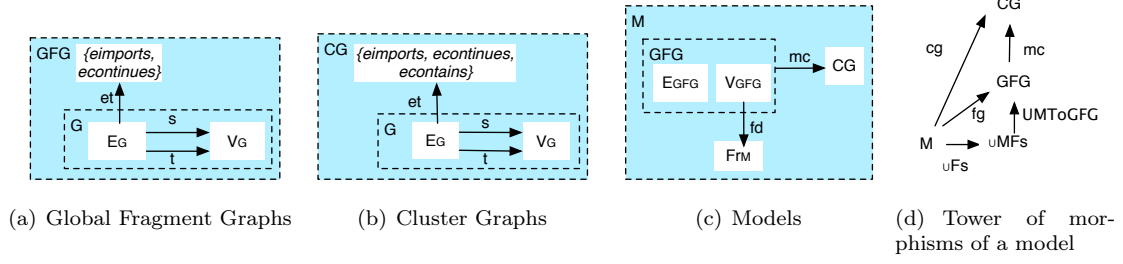 GFG {eimports,
econtinues}
et
G
EG
s
t
VG
(a) Global Fragment Graphs
CG {eimports, econtinues,
econtains}
et
G
EG
s
t
VG
(b) Cluster Graphs
M
GFG
EGFG
VGFG
mc
CG
fd
FrM
(c) Models
CG
cg
mc
GFG
fg
UMToGFG
M
∪MFs
∪Fs
(d) Tower of mor-
phisms of a model